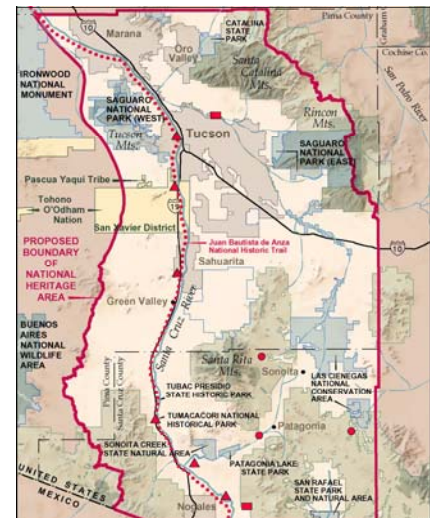 Pima County
Graham Co.
Cochise Co.
10
Marana
CATALINA
STATE
PARK
Oro
Valley
IRONWOOD
NATIONAL
MONUMENT
Santa
Catalina
Mts.
San Pedro River
SAGUARO
NATIONAL
PARK (WEST)
Tucson
Mts.
Tucson
Rincon
Mts.
SAGUARO
NATIONAL
PARK (EAST)
Pascua Yaqui Tribe
Tohono
O'Odham
Nation
19
San Xavier District
Juan Bautista de Anza
National Historic Trail
10
PROPOSED
BOUNDARY
OF
NATIONAL
HERITAGE
AREA
Sahuarita
Green Valley
Santa Cruz River
BUENOS
AIRES
NATIONAL
WILDLIFE
AREA
Santa Rita
Mts.
Sonoita
LAS CIENEGAS
NATIONAL
CONSERVATION
AREA
Pima County
Santa Cruz County
TUBAC PRESIDIO
STATE HISTORIC PARK
TUMACACORI NATIONAL
HISTORICAL PARK
SONOITA CREEK
STATE NATURAL AREA
Patagonia
PATAGONIA LAKE
STATE PARK
SAN RAFAEL
STATE PARK
AND NATURAL AREA
UNITED STATES
MEXICO
Nogales